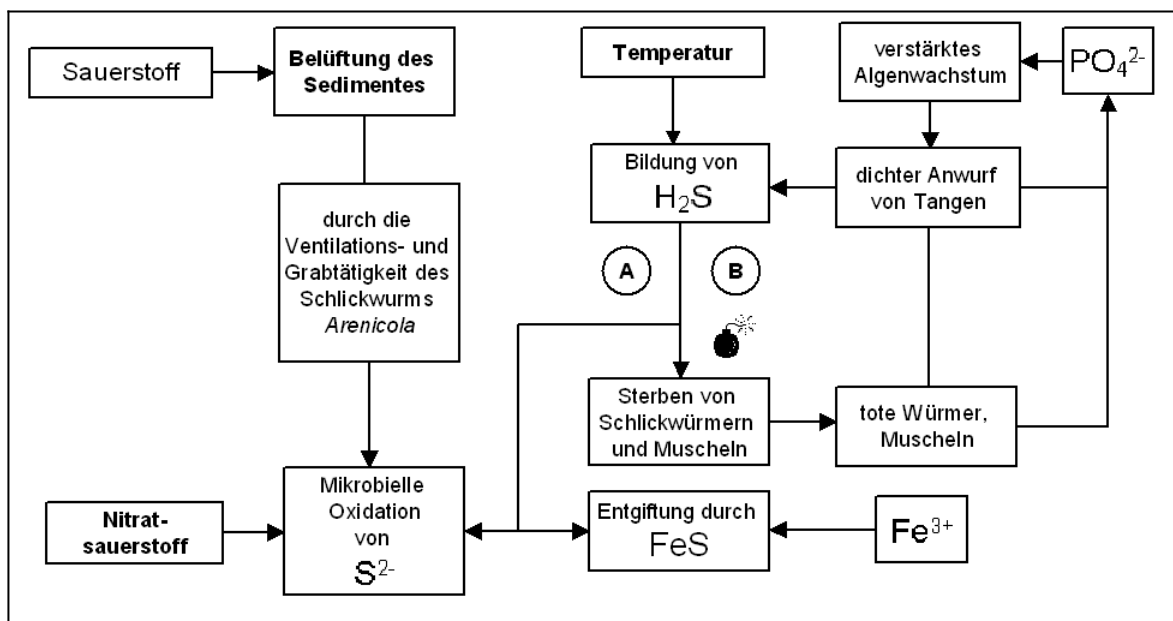 Sauerstoff
Belüftung des
Sedimentes
Temperatur
verstärktes
Algenwachstum
PO₄²⁻
Bildung von
H₂S
dichter Anwurf
von Tangen
durch die
Ventilations- und
Grabtätigkeit des
Schlickwurms
Arenicola
A
B
Sterben von
Schlickwürmern
und Muscheln
tote Würmer,
Muscheln
Nitrat-
sauerstoff
Mikrobielle
Oxidation
von
S²⁻
Entgiftung durch
FeS
Fe³⁺